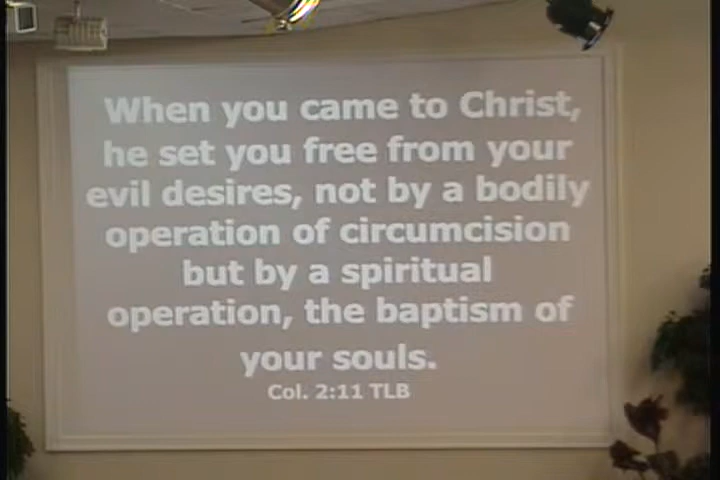 When you came to Christ,
he set you free from your
evil desires, not by a bodily
operation of circumcision
but by a spiritual
operation, the baptism of
your souls.
Col. 2:11 TLB